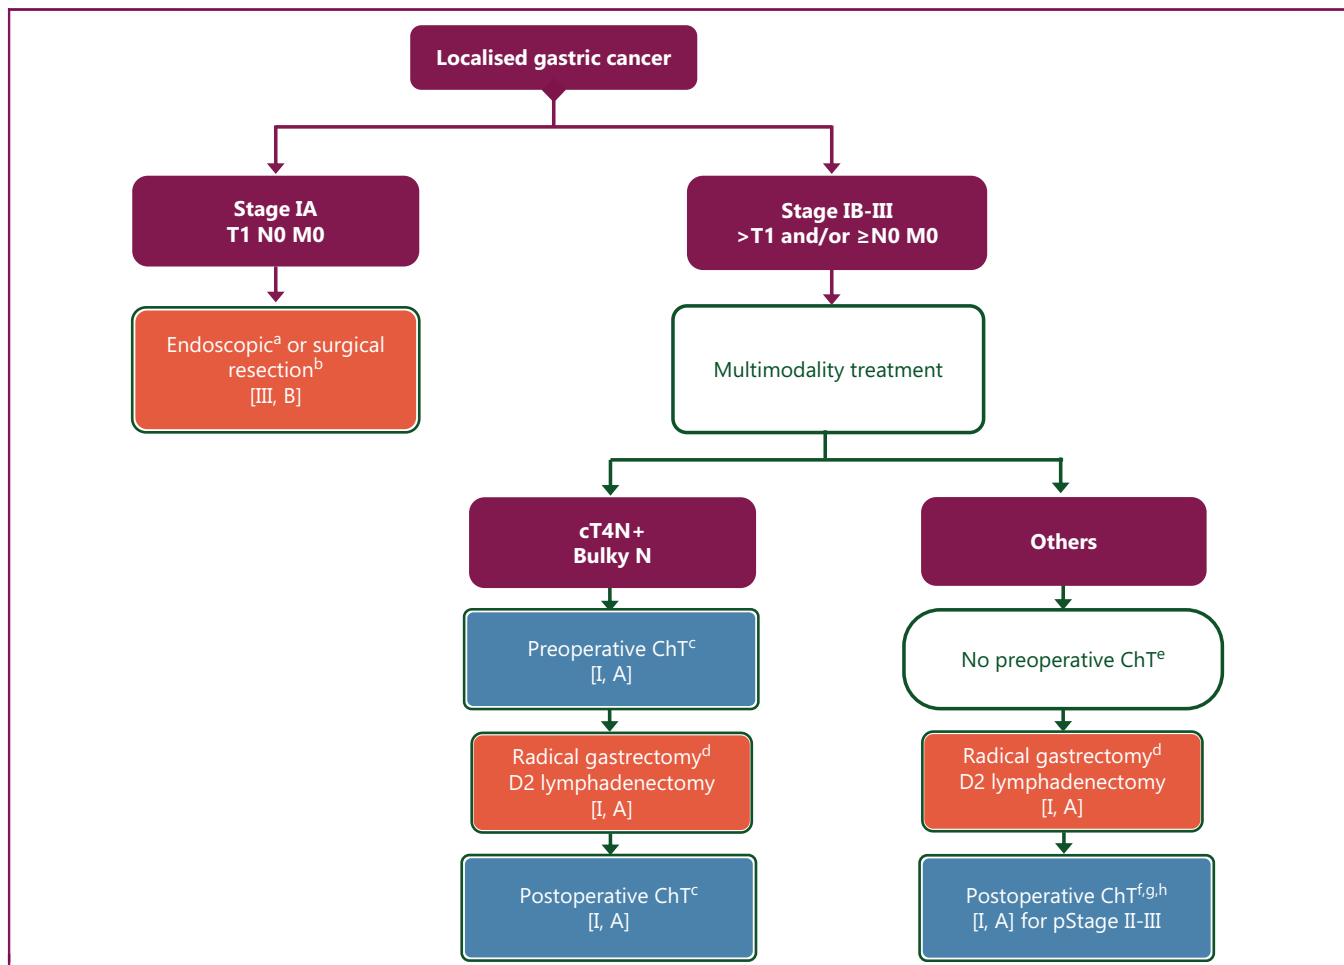 Localised gastric cancer
Stage IA
T1 N0 M0
Stage IB-III
>T1 and/or ≥N0 M0
Endoscopicᵃ or surgical
resectionᵇ
[III, B]
Multimodality treatment
cT4N+
Bulky N
Others
Preoperative ChTᶜ
[I, A]
No preoperative ChTᵉ
Radical gastrectomyᵈ
D2 lymphadenectomy
[I, A]
Radical gastrectomyᵈ
D2 lymphadenectomy
[I, A]
Postoperative ChTᶜ
[I, A]
Postoperative ChTᶠ,ᵍ,ʰ
[I, A] for pStage II-III